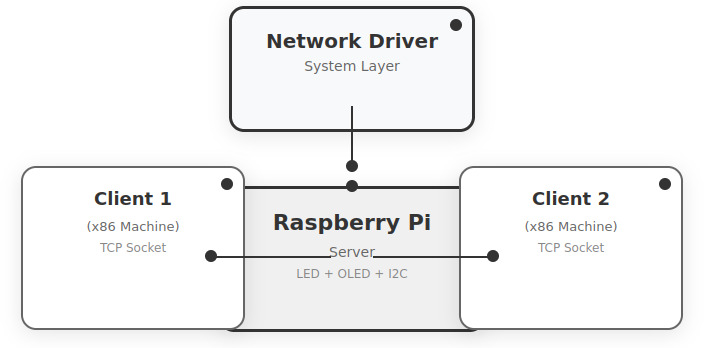 Network Driver
System Layer
Client 1
(x86 Machine)
TCP Socket
Raspberry Pi
Server
LED + OLED + I2C
Client 2
(x86 Machine)
TCP Socket